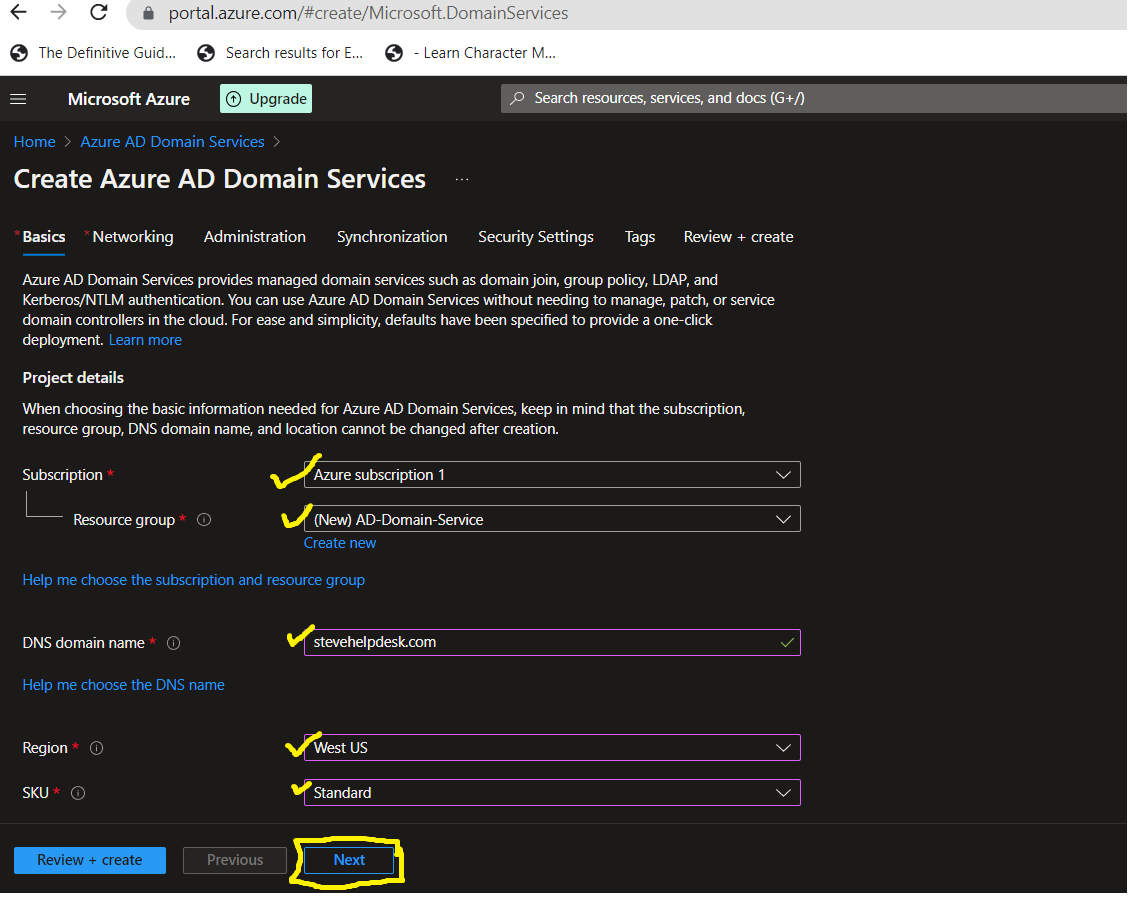 portal.azure.com/#create/Microsoft.DomainServices
The Definitive Guid...
Search results for E...
- Learn Character M...
Microsoft Azure
Upgrade
Search resources, services, and docs (G+/)
Home > Azure AD Domain Services >
Create Azure AD Domain Services ...
* Basics
* Networking
Administration
Synchronization
Security Settings
Tags
Review + create
Azure AD Domain Services provides managed domain services such as domain join, group policy, LDAP, and
Kerberos/NTLM authentication. You can use Azure AD Domain Services without needing to manage, patch, or service
domain controllers in the cloud. For ease and simplicity, defaults have been specified to provide a one-click
deployment. Learn more
Project details
When choosing the basic information needed for Azure AD Domain Services, keep in mind that the subscription,
resource group, DNS domain name, and location cannot be changed after creation.
Subscription *
Azure subscription 1
Resource group *
(New) AD-Domain-Service
Create new
Help me choose the subscription and resource group
DNS domain name *
stevehelpdesk.com
Help me choose the DNS name
Region *
West US
SKU *
Standard
Review + create
Previous
Next